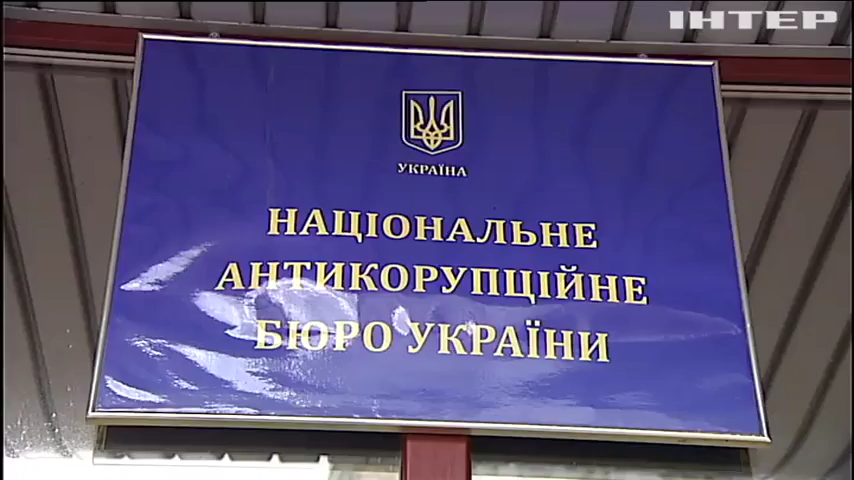 ІНТЕР
УКРАЇНА
НАЦІОНАЛЬНЕ
АНТИКОРУПЦІЙНЕ
БЮРО УКРАЇНИ